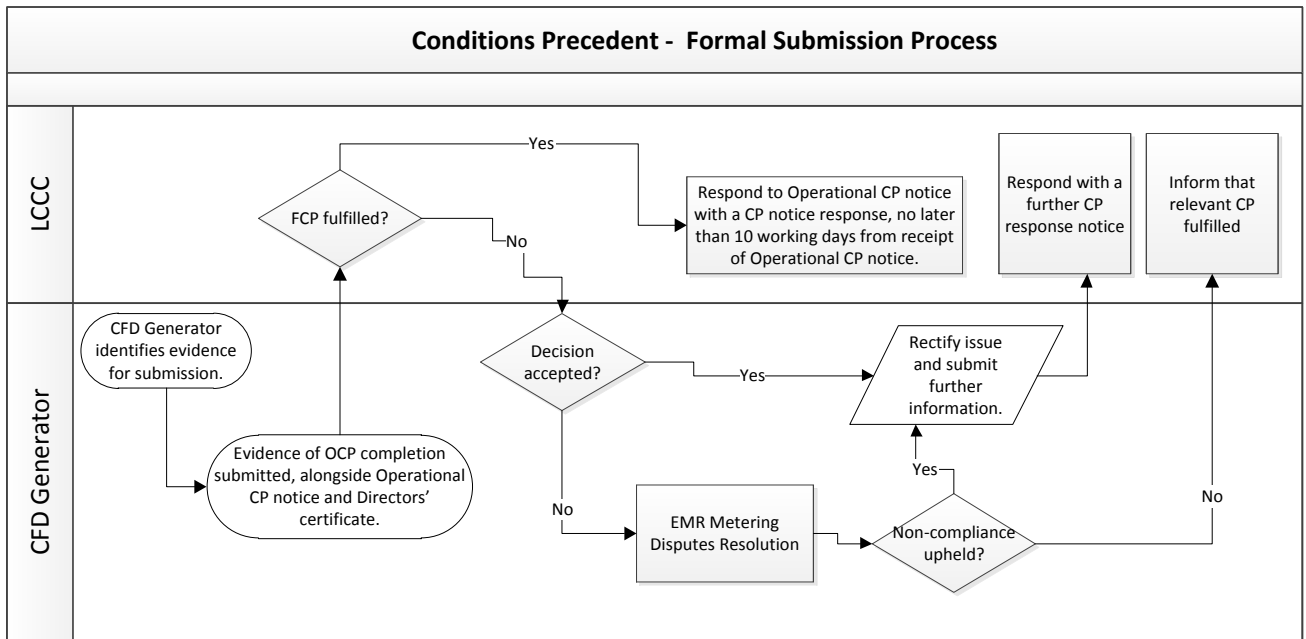 Conditions Precedent - Formal Submission Process
LCCC
FCP fulfilled?
Yes
No
Respond to Operational CP notice
with a CP notice response, no later
than 10 working days from receipt
of Operational CP notice.
Respond with a
further CP
response notice
Inform that
relevant CP
fulfilled
CFD Generator
CFD Generator
identifies evidence
for submission.
Evidence of OCP completion
submitted, alongside Operational
CP notice and Directors’
certificate.
Decision
accepted?
Yes
No
Rectify issue
and submit
further
information.
EMR Metering
Disputes Resolution
Non-compliance
upheld?
Yes
No